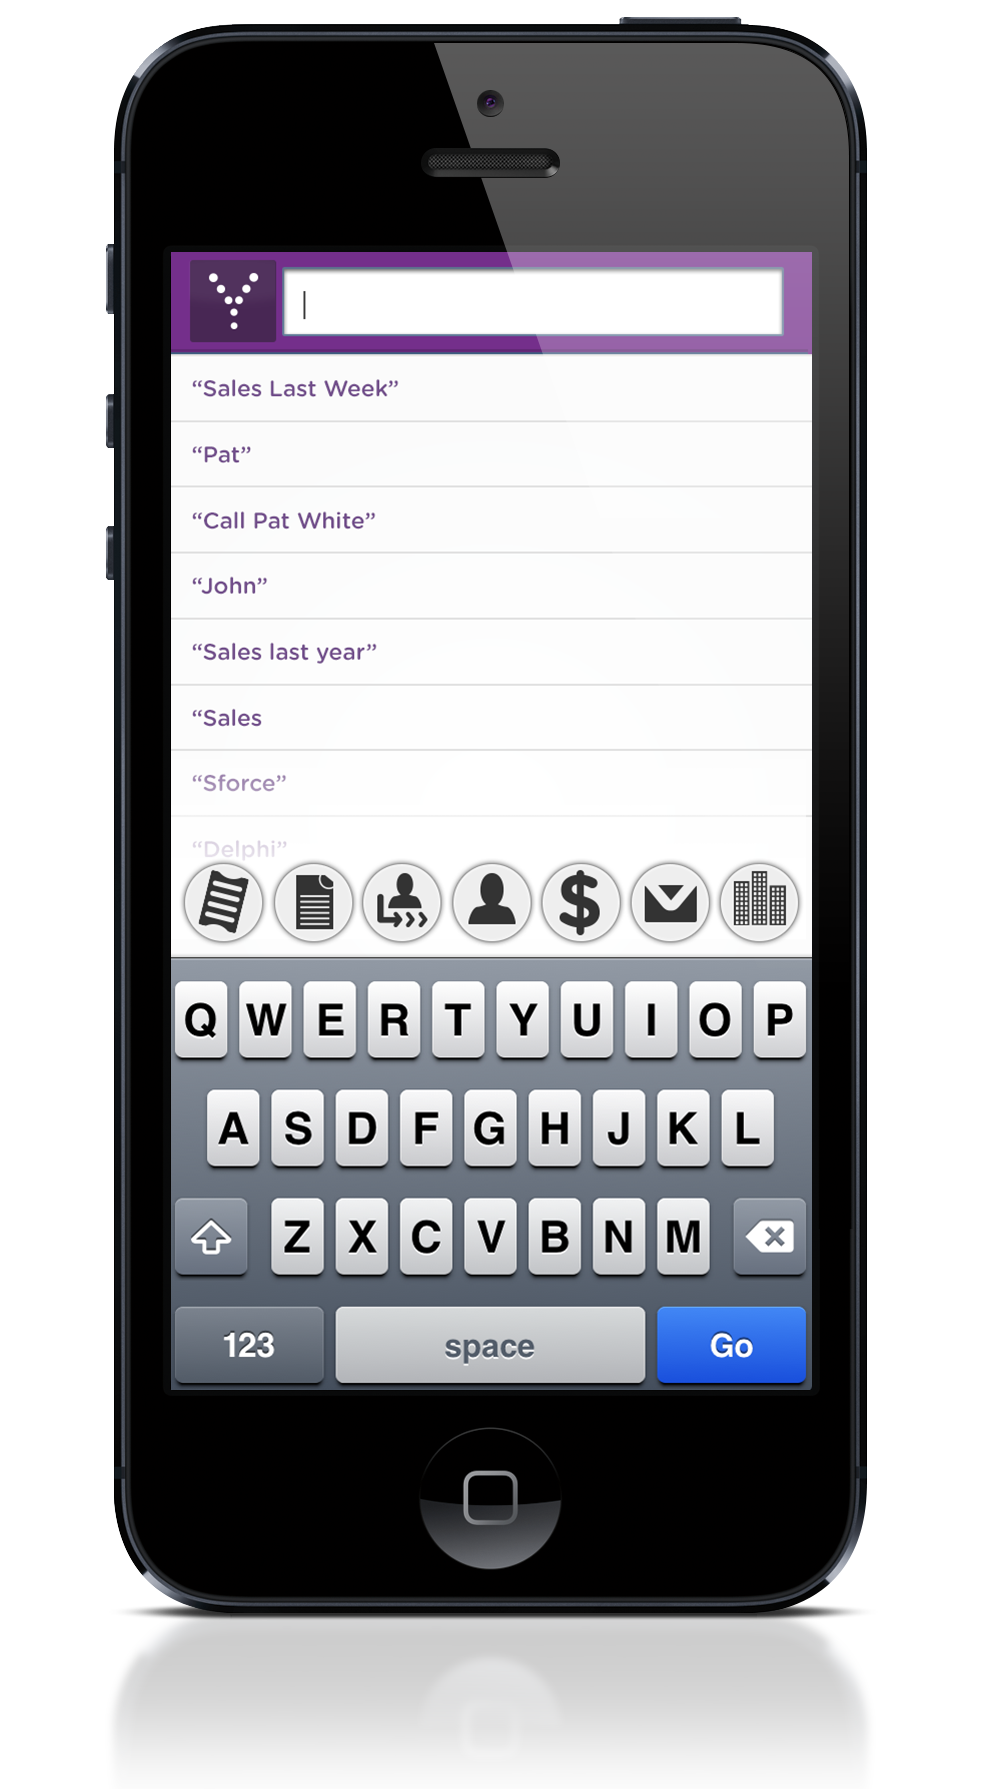 “Sales Last Week”
“Pat”
“Call Pat White”
“John”
“Sales last year”
“Sales
“Sforce”
“Delphi”
$
Q W E R T Y U I O P
A S D F G H J K L
Z X C V B N M
123 space Go